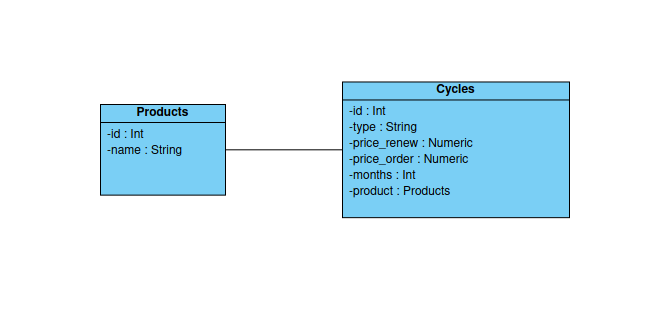 Products
-id : Int
-name : String
Cycles
-id : Int
-type : String
-price_renew : Numeric
-price_order : Numeric
-months : Int
-product : Products